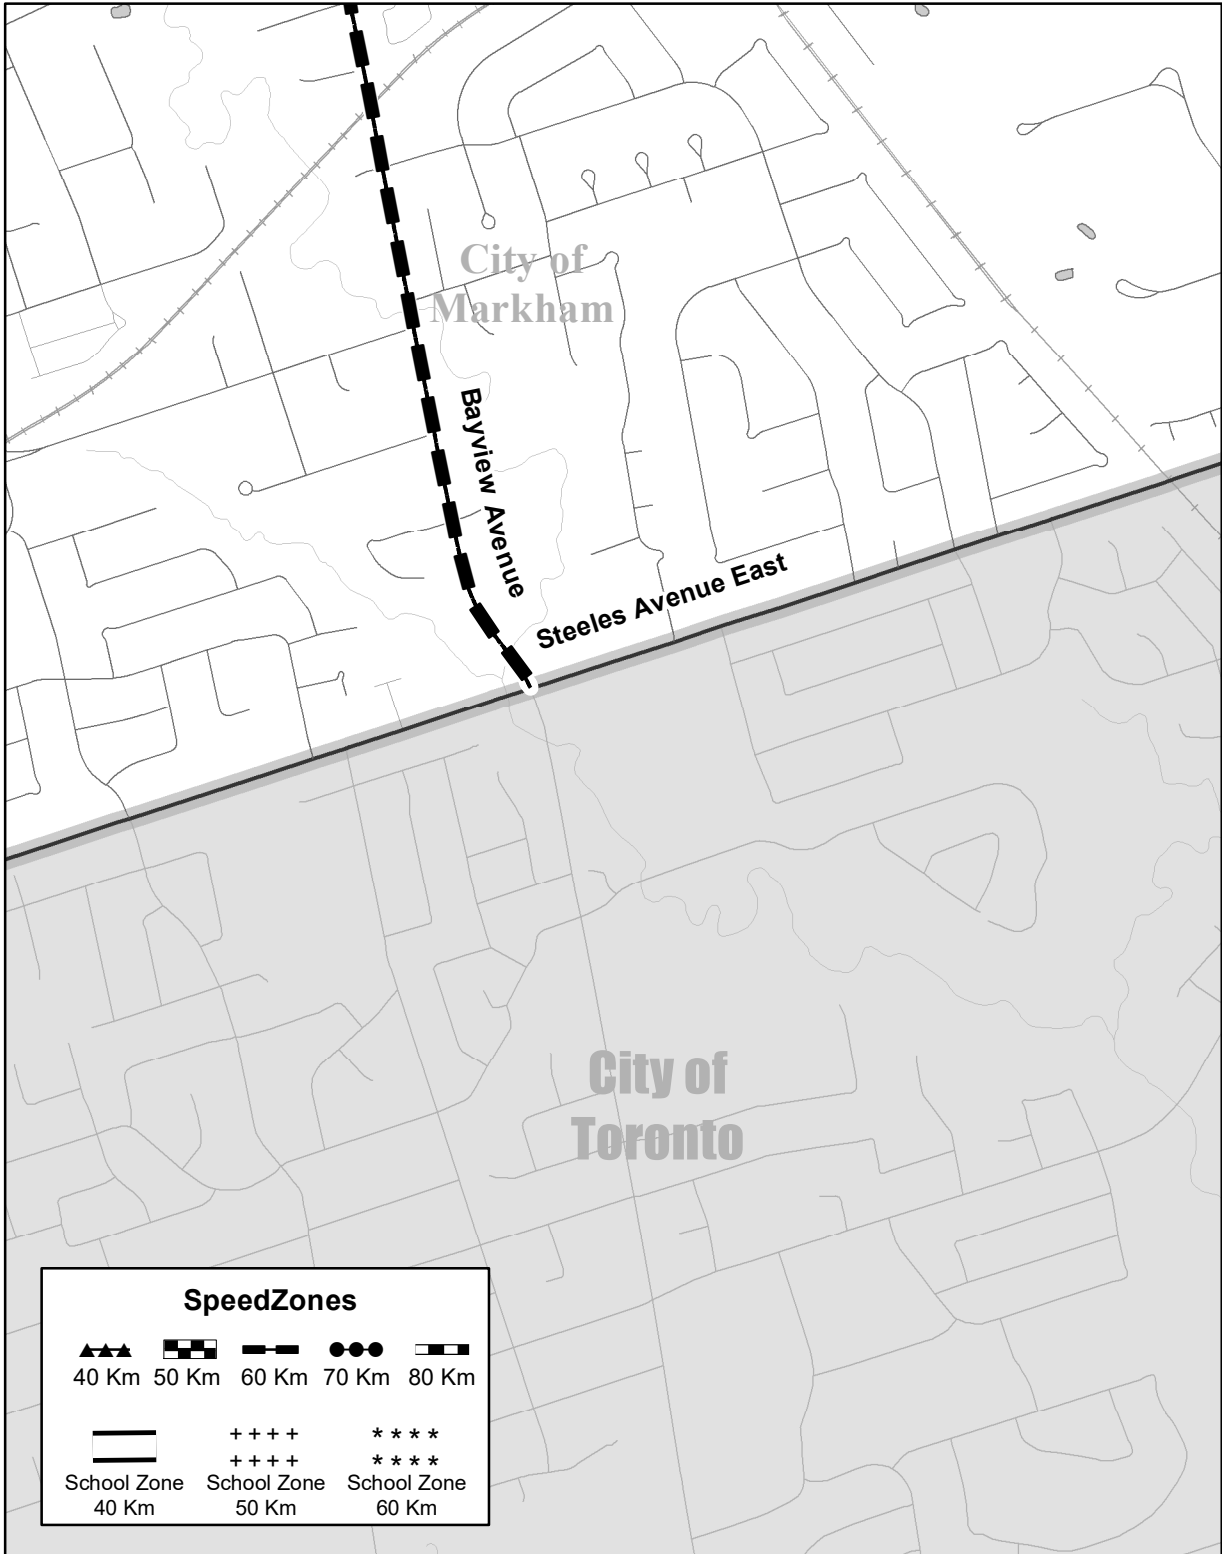 City of
Markham
Bayview Avenue
Steeles Avenue East
City of
Toronto
SpeedZones
40 Km 50 Km 60 Km 70 Km 80 Km
++++ ****
++++ ****
School Zone School Zone School Zone
40 Km 50 Km 60 Km